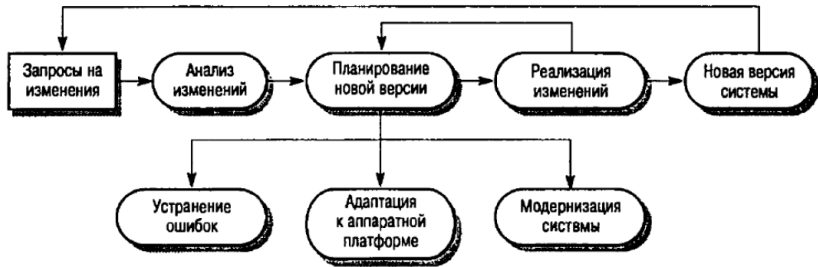 Запросы на
изменения
Анализ
изменений
Планирование
новой версии
Реализация
изменений
Новая версия
системы
Устранение
ошибок
Адаптация
к аппаратной
платформе
Модернизация
систвмы